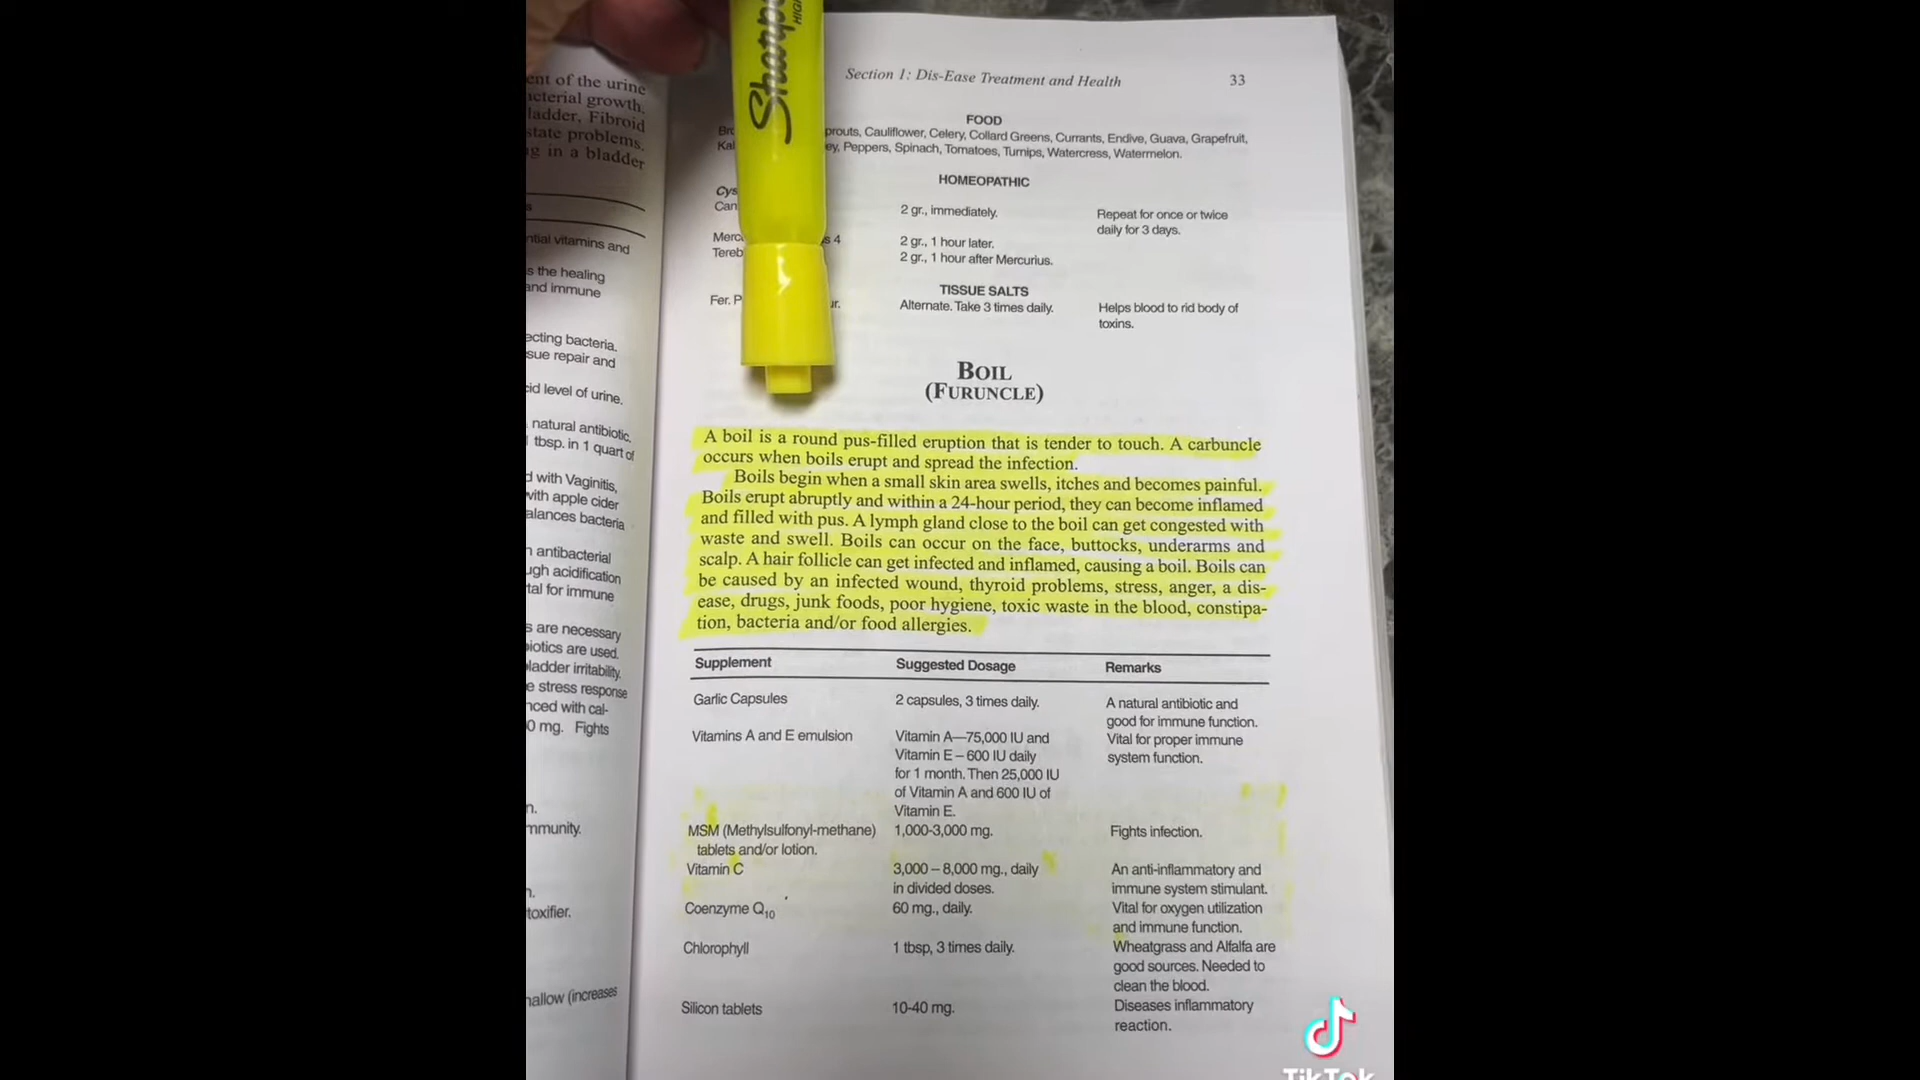 ent of the urine
acterial growth.
ladder, Fibroid
state problems.
g in a bladder
s
ntial vitamins and
s the healing
and immune
ecting bacteria.
sue repair and
cid level of urine.
natural antibiotic.
1 tbsp. in 1 quart of
d with Vaginitis,
with apple cider
alances bacteria
n antibacterial
ugh acidification
tal for immune
s are necessary
biotics are used.
bladder irritability.
e stress response
nced with cal-
0 mg. Fights
n.
mmunity.
n.
toxifier.
hallow (increases
Sharpie
HIG
Section 1: Dis-Ease Treatment and Health 33
FOOD
Bro prouts, Cauliflower, Celery, Collard Greens, Currants, Endive, Guava, Grapefruit,
Kal ey, Peppers, Spinach, Tomatoes, Turnips, Watercress, Watermelon.
HOMEOPATHIC
Cys
Can 2 gr., immediately. Repeat for once or twice
daily for 3 days.
Merc s 4 2 gr., 1 hour later.
Tereb 2 gr., 1 hour after Mercurius.
TISSUE SALTS
Fer. P ur. Alternate. Take 3 times daily. Helps blood to rid body of
toxins.
BOIL
(FURUNCLE)
A boil is a round pus-filled eruption that is tender to touch. A carbuncle
occurs when boils erupt and spread the infection.
Boils begin when a small skin area swells, itches and becomes painful.
Boils erupt abruptly and within a 24-hour period, they can become inflamed
and filled with pus. A lymph gland close to the boil can get congested with
waste and swell. Boils can occur on the face, buttocks, underarms and
scalp. A hair follicle can get infected and inflamed, causing a boil. Boils can
be caused by an infected wound, thyroid problems, stress, anger, a dis-
ease, drugs, junk foods, poor hygiene, toxic waste in the blood, constipa-
tion, bacteria and/or food allergies.
Supplement Suggested Dosage Remarks
Garlic Capsules 2 capsules, 3 times daily. A natural antibiotic and
good for immune function.
Vitamins A and E emulsion Vitamin A—75,000 IU and Vital for proper immune
Vitamin E – 600 IU daily system function.
for 1 month. Then 25,000 IU
of Vitamin A and 600 IU of
Vitamin E.
MSM (Methylsulfonyl-methane) 1,000-3,000 mg. Fights infection.
tablets and/or lotion.
Vitamin C 3,000 – 8,000 mg., daily An anti-inflammatory and
in divided doses. immune system stimulant.
Coenzyme Q10 60 mg., daily. Vital for oxygen utilization
and immune function.
Chlorophyll 1 tbsp, 3 times daily. Wheatgrass and Alfalfa are
good sources. Needed to
clean the blood.
Silicon tablets 10-40 mg. Diseases inflammatory
reaction.
TikTok